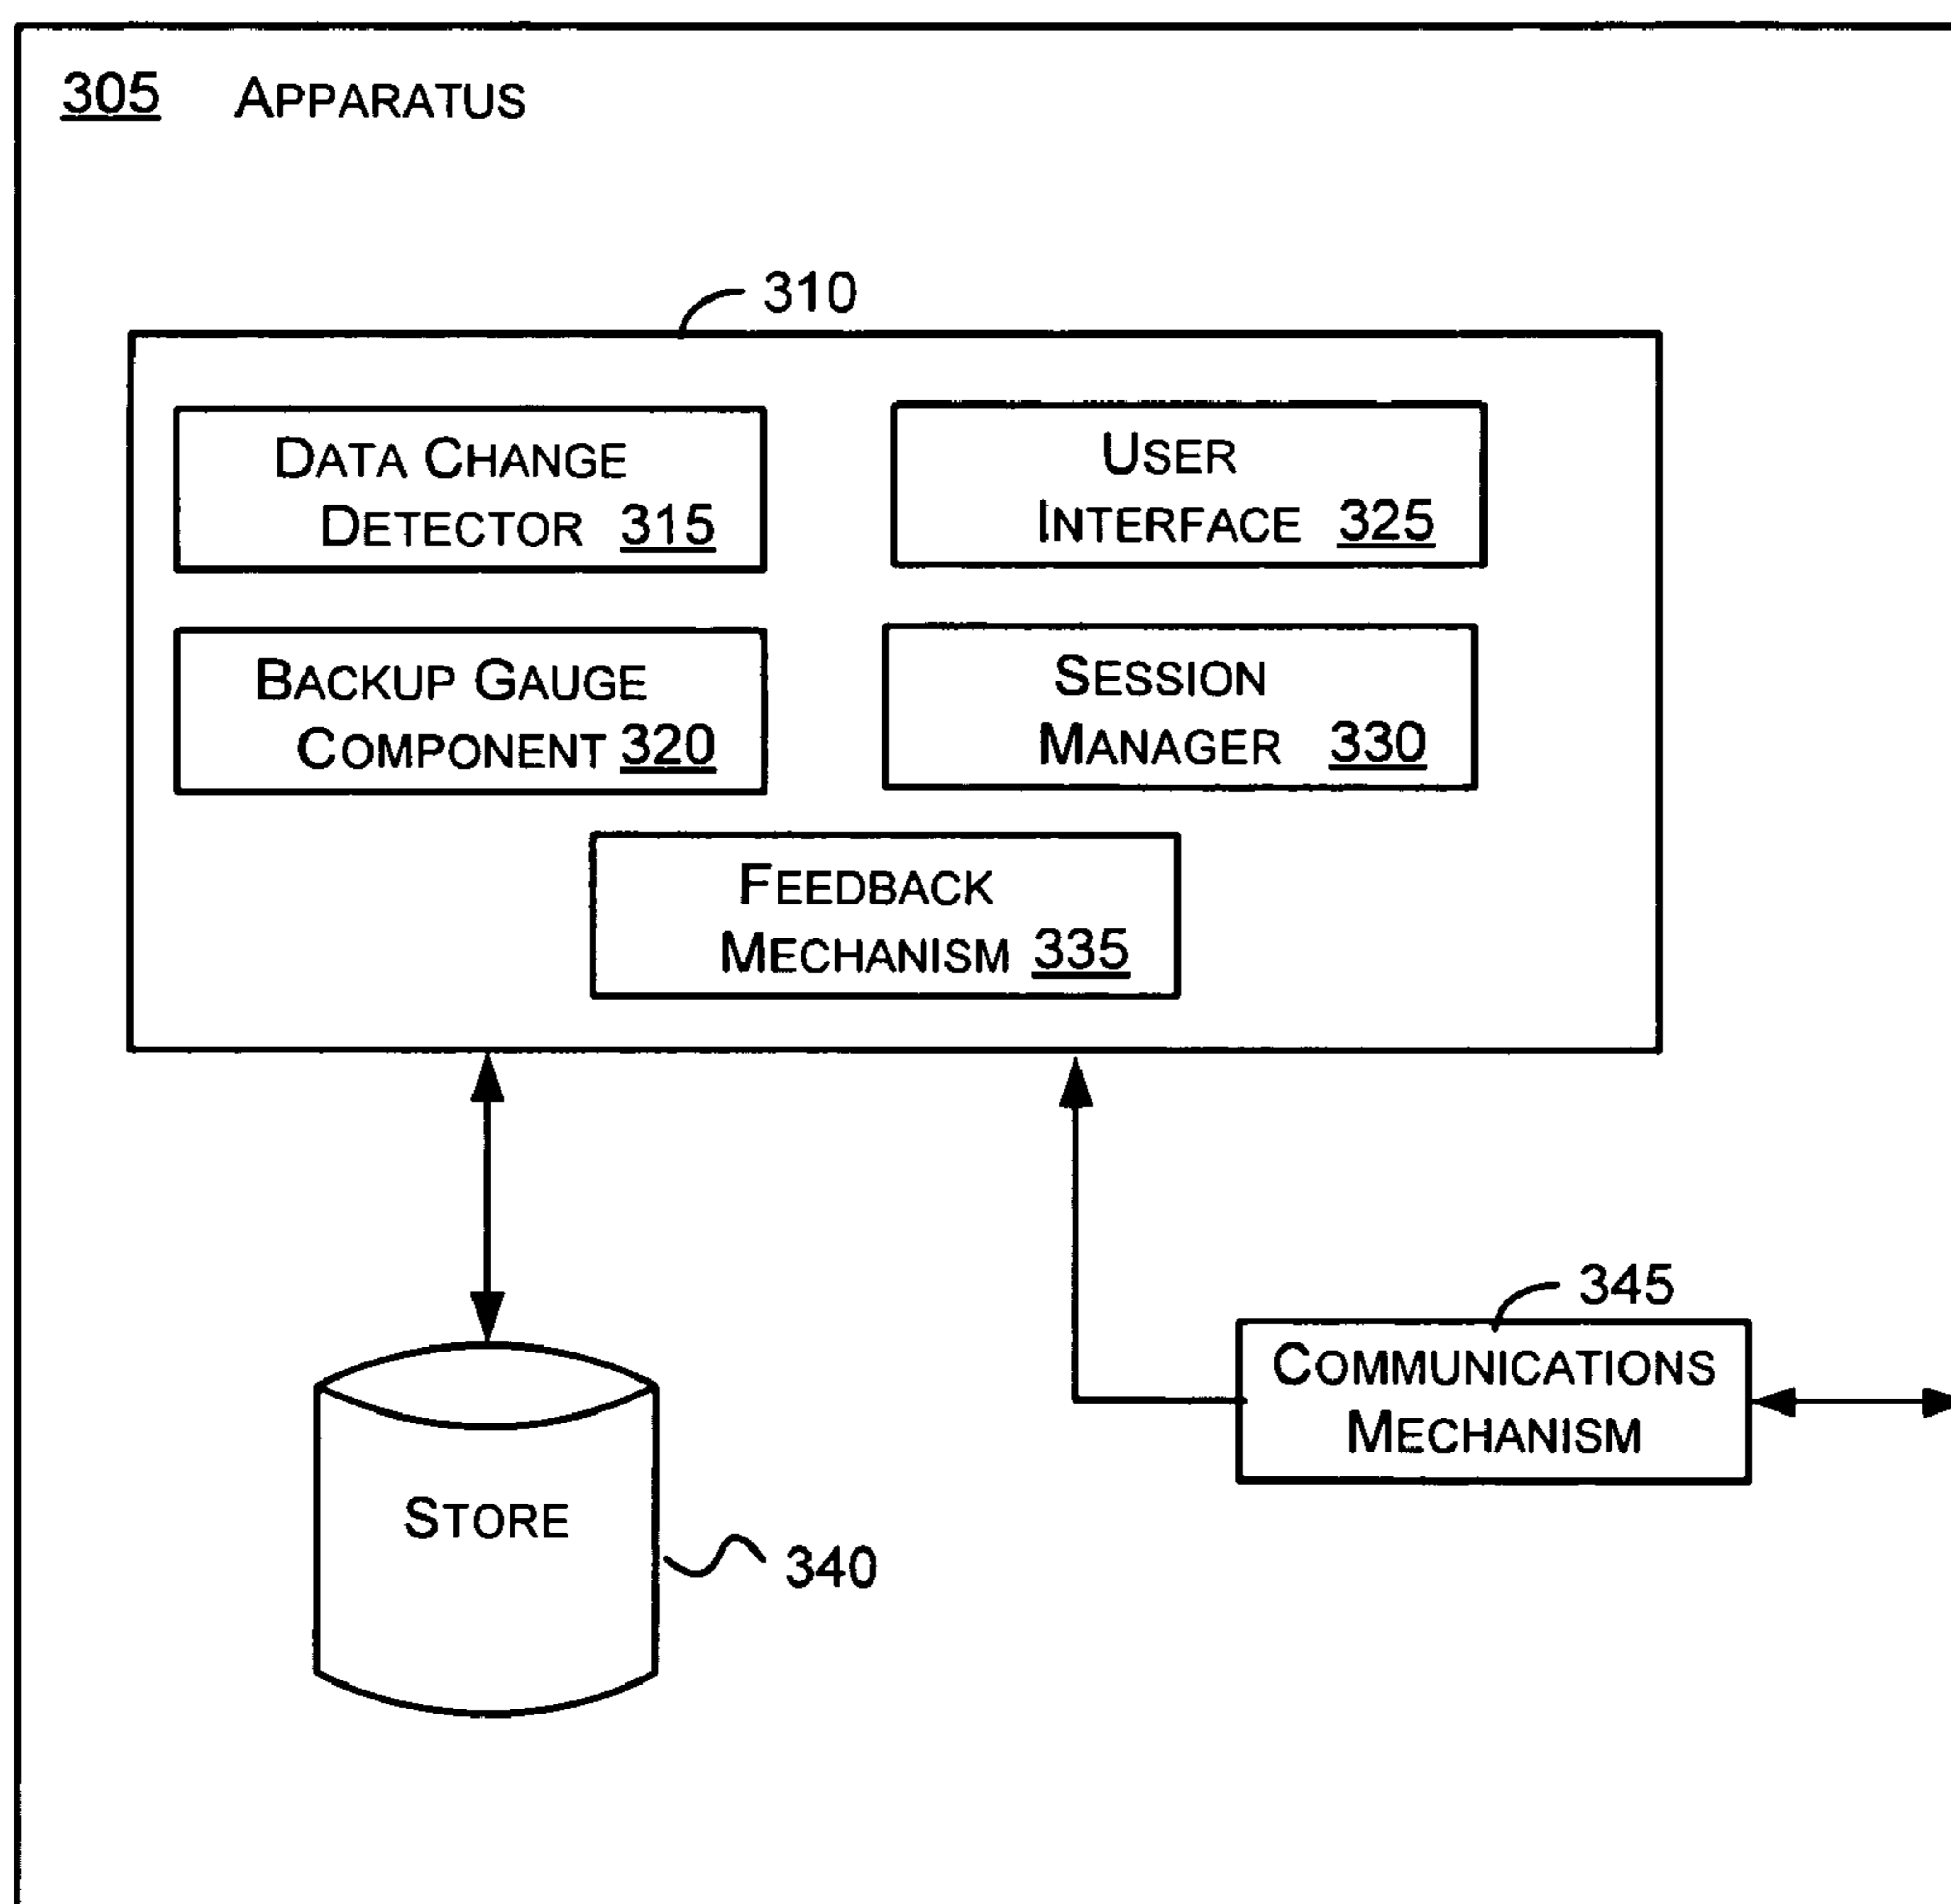 305 APPARATUS
310
DATA CHANGE
DETECTOR 315
USER
INTERFACE 325
BACKUP GAUGE
COMPONENT 320
SESSION
MANAGER 330
FEEDBACK
MECHANISM 335
345
COMMUNICATIONS
MECHANISM
STORE
340